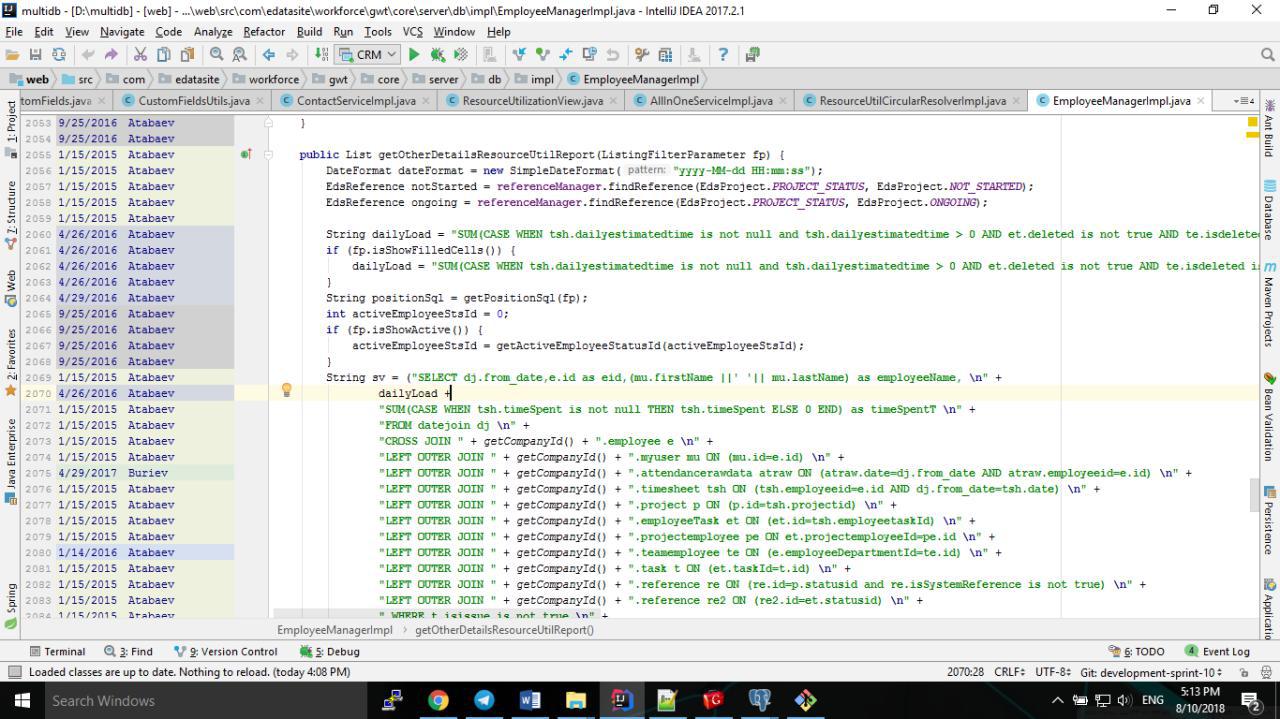 multidb - [D:\multidb] - [web] - ...\web\src\com\edatasite\workforce\gwt\core\server\db\impl\EmployeeManagerImpl.java - IntelliJ IDEA 2017.2.1
File Edit View Navigate Code Analyze Refactor Build Run Tools VCS Window Help
CRM
web src com edatasite workforce gwt core server db impl EmployeeManagerImpl
tomFields.java CustomFieldsUtils.java ContactServiceImpl.java ResourceUtilizationView.java AllInOneServiceImpl.java ResourceUtilCircularResolverImpl.java EmployeeManagerImpl.java
2053 9/25/2016 Atabaev }
2054 9/25/2016 Atabaev
2055 1/15/2015 Atabaev public List getOtherDetailsResourceUtilReport(ListingFilterParameter fp) {
2056 1/15/2015 Atabaev DateFormat dateFormat = new SimpleDateFormat( pattern: "yyyy-MM-dd HH:mm:ss");
2057 1/15/2015 Atabaev EdsReference notStarted = referenceManager.findReference(EdsProject.PROJECT_STATUS, EdsProject.NOT_STARTED);
2058 1/15/2015 Atabaev EdsReference ongoing = referenceManager.findReference(EdsProject.PROJECT_STATUS, EdsProject.ONGOING);
2059 1/15/2015 Atabaev
2060 4/26/2016 Atabaev String dailyLoad = "SUM(CASE WHEN tsh.dailyestimatedtime is not null and tsh.dailyestimatedtime > 0 AND et.deleted is not true AND te.isdelete
2061 4/26/2016 Atabaev if (fp.isShowFilledCells()) {
2062 4/26/2016 Atabaev dailyLoad = "SUM(CASE WHEN tsh.dailyestimatedtime is not null and tsh.dailyestimatedtime > 0 AND et.deleted is not true AND te.isdeleted i
2063 4/26/2016 Atabaev }
2064 4/29/2016 Atabaev String positionSql = getPositionSql(fp);
2065 9/25/2016 Atabaev int activeEmployeeStsId = 0;
2066 9/25/2016 Atabaev if (fp.isShowActive()) {
2067 9/25/2016 Atabaev activeEmployeeStsId = getActiveEmployeeStatusId(activeEmployeeStsId);
2068 9/25/2016 Atabaev }
2069 1/15/2015 Atabaev String sv = ("SELECT dj.from_date,e.id as eid,(mu.firstName ||' '|| mu.lastName) as employeeName, \n" +
2070 4/26/2016 Atabaev dailyLoad +
2071 1/15/2015 Atabaev "SUM(CASE WHEN tsh.timeSpent is not null THEN tsh.timeSpent ELSE 0 END) as timeSpentT \n" +
2072 1/15/2015 Atabaev "FROM datejoin dj \n" +
2073 1/15/2015 Atabaev "CROSS JOIN " + getCompanyId() + ".employee e \n" +
2074 1/15/2015 Atabaev "LEFT OUTER JOIN " + getCompanyId() + ".myuser mu ON (mu.id=e.id) \n" +
2075 4/29/2017 Buriev "LEFT OUTER JOIN " + getCompanyId() + ".attendancerawdata atraw ON (atraw.date=dj.from_date AND atraw.employeeid=e.id) \n" +
2076 1/15/2015 Atabaev "LEFT OUTER JOIN " + getCompanyId() + ".timesheet tsh ON (tsh.employeeid=e.id AND dj.from_date=tsh.date) \n" +
2077 1/15/2015 Atabaev "LEFT OUTER JOIN " + getCompanyId() + ".project p ON (p.id=tsh.projectid) \n" +
2078 1/15/2015 Atabaev "LEFT OUTER JOIN " + getCompanyId() + ".employeeTask et ON (et.id=tsh.employeetaskId) \n" +
2079 1/15/2015 Atabaev "LEFT OUTER JOIN " + getCompanyId() + ".projectemployee pe ON et.projectemployeeId=pe.id \n" +
2080 1/14/2016 Atabaev "LEFT OUTER JOIN " + getCompanyId() + ".teamemployee te ON (e.employeeDepartmentId=te.id) \n" +
2081 1/15/2015 Atabaev "LEFT OUTER JOIN " + getCompanyId() + ".task t ON (et.taskId=t.id) \n" +
2082 1/15/2015 Atabaev "LEFT OUTER JOIN " + getCompanyId() + ".reference re ON (re.id=p.statusid and re.isSystemReference is not true) \n" +
2083 1/15/2015 Atabaev "LEFT OUTER JOIN " + getCompanyId() + ".reference re2 ON (re2.id=et.statusid) \n" +
2084 1/15/2015 Atabaev " WHERE t.isissue is not true \n" +
EmployeeManagerImpl getOtherDetailsResourceUtilReport()
1: Project
7: Structure
Web
2: Favorites
Java Enterprise
Spring
Ant Build
Database
Maven Projects
Bean Validation
Persistence
Applicatio
Terminal 3: Find 9: Version Control 5: Debug 6: TODO 4 Event Log
Loaded classes are up to date. Nothing to reload. (today 4:08 PM) 2070:28 CRLF UTF-8 Git: development-sprint-10
Search Windows
ENG 5:13 PM
8/10/2018 2